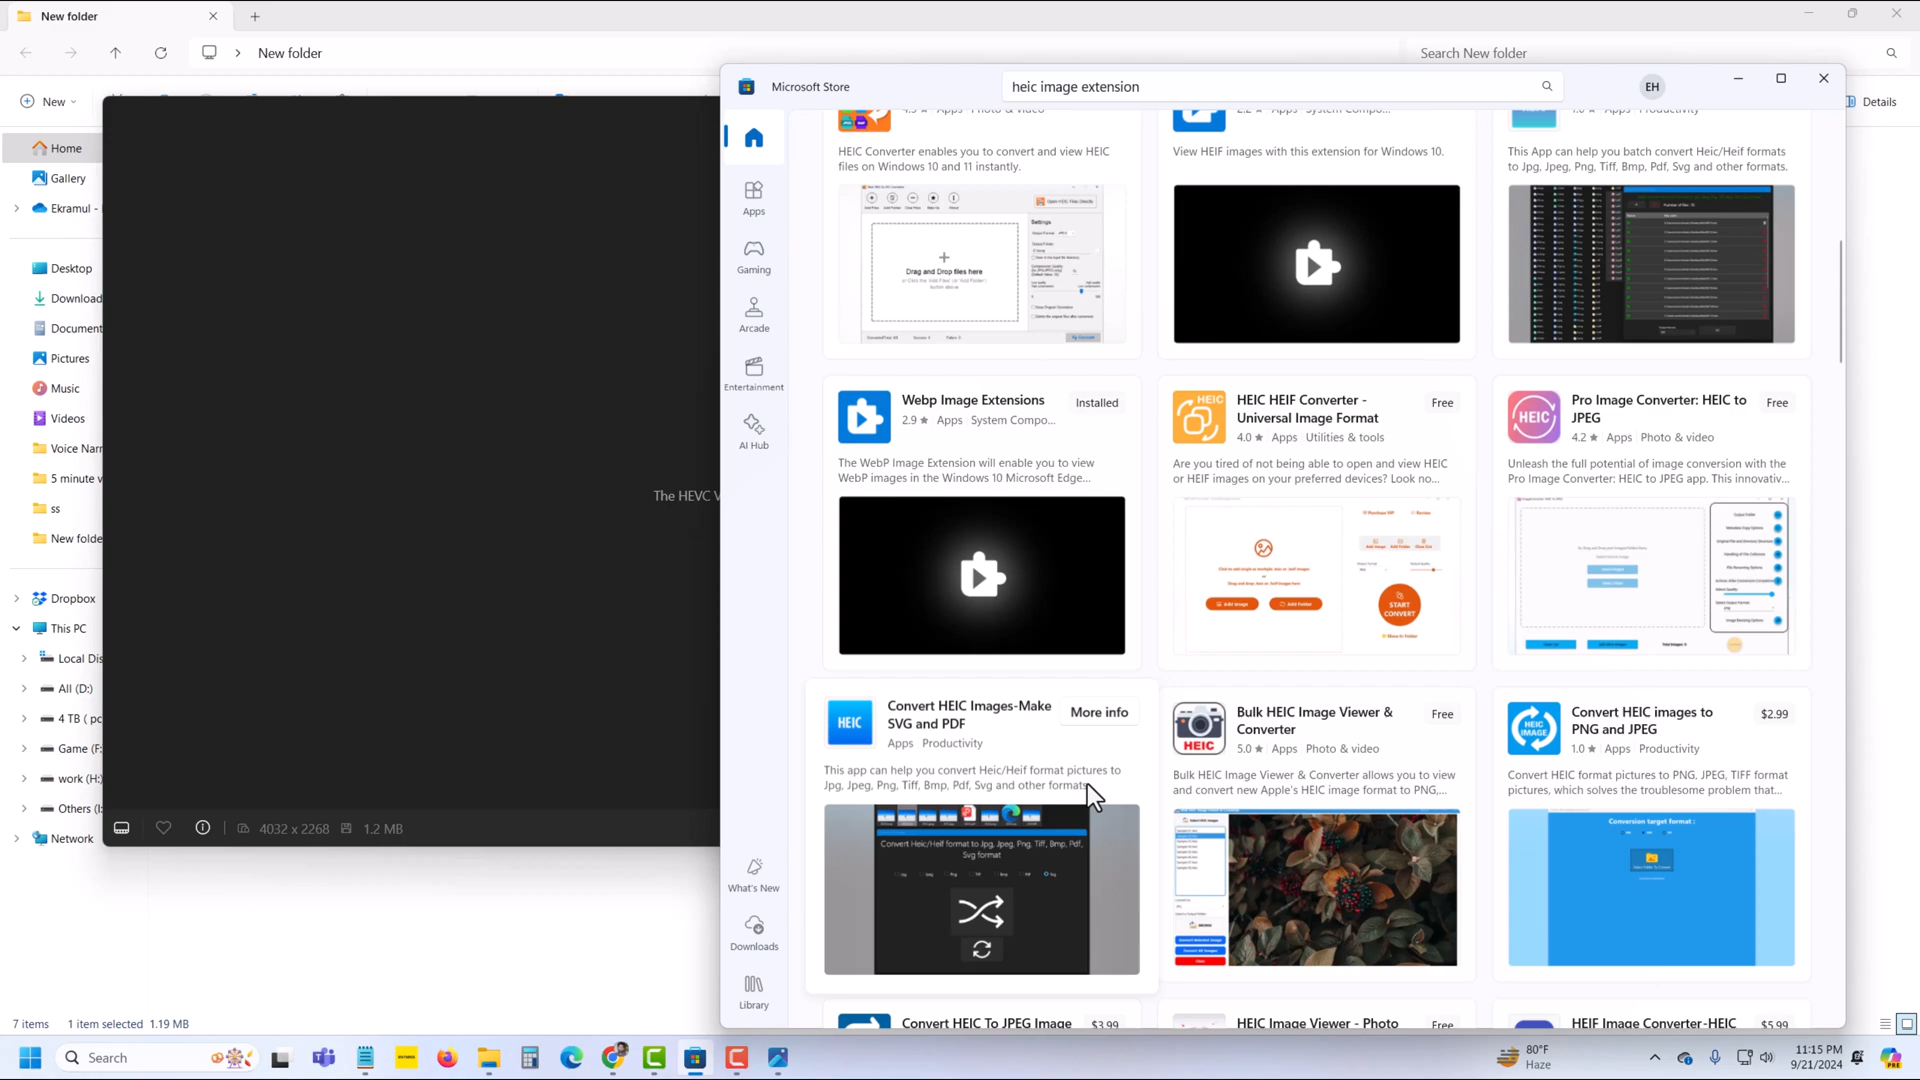 New folder
New folder
Search New folder
New
Details
Home
Gallery
Ekramul -
Desktop
Download
Document
Pictures
Music
Videos
Voice Narr
5 minute v
ss
New folde
Dropbox
This PC
Local Dis
All (D:)
4 TB ( pc
Game (F:
work (H:)
Others (I:
Network
7 items 1 item selected 1.19 MB
The HEVC V
4032 x 2268 1.2 MB
Microsoft Store
heic image extension
EH
Home
Apps
Gaming
Arcade
Entertainment
AI Hub
What's New
Downloads
Library
HEIC Converter enables you to convert and view HEIC
files on Windows 10 and 11 instantly.
Drag and Drop files here
View HEIF images with this extension for Windows 10.
This App can help you batch convert Heic/Heif formats
to Jpg, Jpeg, Png, Tiff, Bmp, Pdf, Svg and other formats.
Webp Image Extensions
Installed
2.9 ★ Apps System Compo...
The WebP Image Extension will enable you to view
WebP images in the Windows 10 Microsoft Edge...
HEIC
HEIC HEIF Converter -
Universal Image Format
Free
4.0 ★ Apps Utilities & tools
Are you tired of not being able to open and view HEIC
or HEIF images on your preferred devices? Look no...
START
CONVERT
HEIC
Pro Image Converter: HEIC to
JPEG
Free
4.2 ★ Apps Photo & video
Unleash the full potential of image conversion with the
Pro Image Converter: HEIC to JPEG app. This innovativ...
HEIC
Convert HEIC Images-Make
SVG and PDF
More info
Apps Productivity
This app can help you convert Heic/Heif format pictures to
Jpg, Jpeg, Png, Tiff, Bmp, Pdf, Svg and other formats.
Convert Heic/Heif format to Jpg, Jpeg, Png, Tiff, Bmp, Pdf,
Svg format
HEIC
Bulk HEIC Image Viewer &
Converter
Free
5.0 ★ Apps Photo & video
Bulk HEIC Image Viewer & Converter allows you to view
and convert new Apple's HEIC image format to PNG,...
HEIC
IMAGE
Convert HEIC images to
PNG and JPEG
$2.99
1.0 ★ Apps Productivity
Convert HEIC format pictures to PNG, JPEG, TIFF format
pictures, which solves the troublesome problem that...
Conversion target format :
Convert HEIC To JPEG Image
$3.99
HEIC Image Viewer - Photo
Free
HEIF Image Converter-HEIC
$5.99
Search
80°F
Haze
11:15 PM
9/21/2024